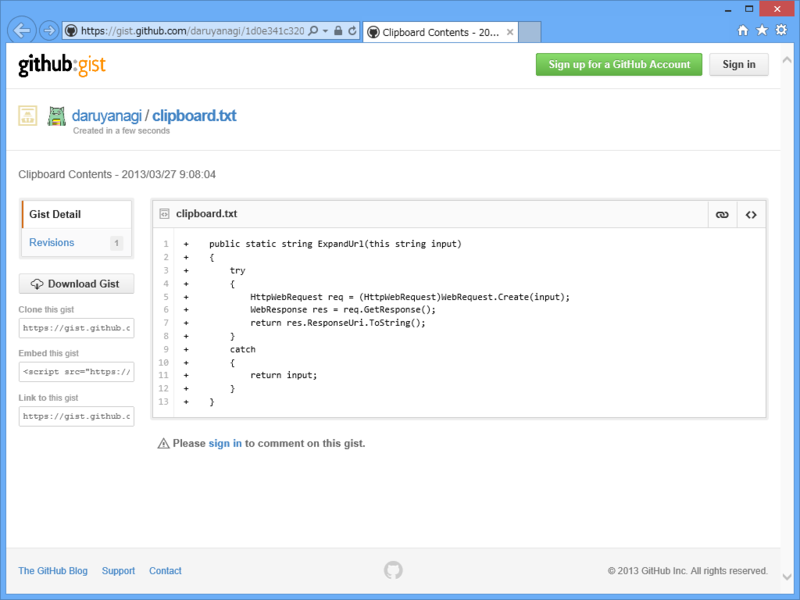 https://gist.github.com/daruyanagi/1d0e341c320
Clipboard Contents - 20...
github:gist
Sign up for a GitHub Account
Sign in
daruyanagi / clipboard.txt
Created in a few seconds
Clipboard Contents - 2013/03/27 9:08:04
Gist Detail
Revisions 1
Download Gist
Clone this gist
https://gist.github.c
Embed this gist
<script src="https://
Link to this gist
https://gist.github.c
clipboard.txt
1 + public static string ExpandUrl(this string input)
2 + {
3 + try
4 + {
5 + HttpWebRequest req = (HttpWebRequest)WebRequest.Create(input);
6 + WebResponse res = req.GetResponse();
7 + return res.ResponseUri.ToString();
8 + }
9 + catch
10 + {
11 + return input;
12 + }
13 + }
Please sign in to comment on this gist.
The GitHub Blog Support Contact
© 2013 GitHub Inc. All rights reserved.